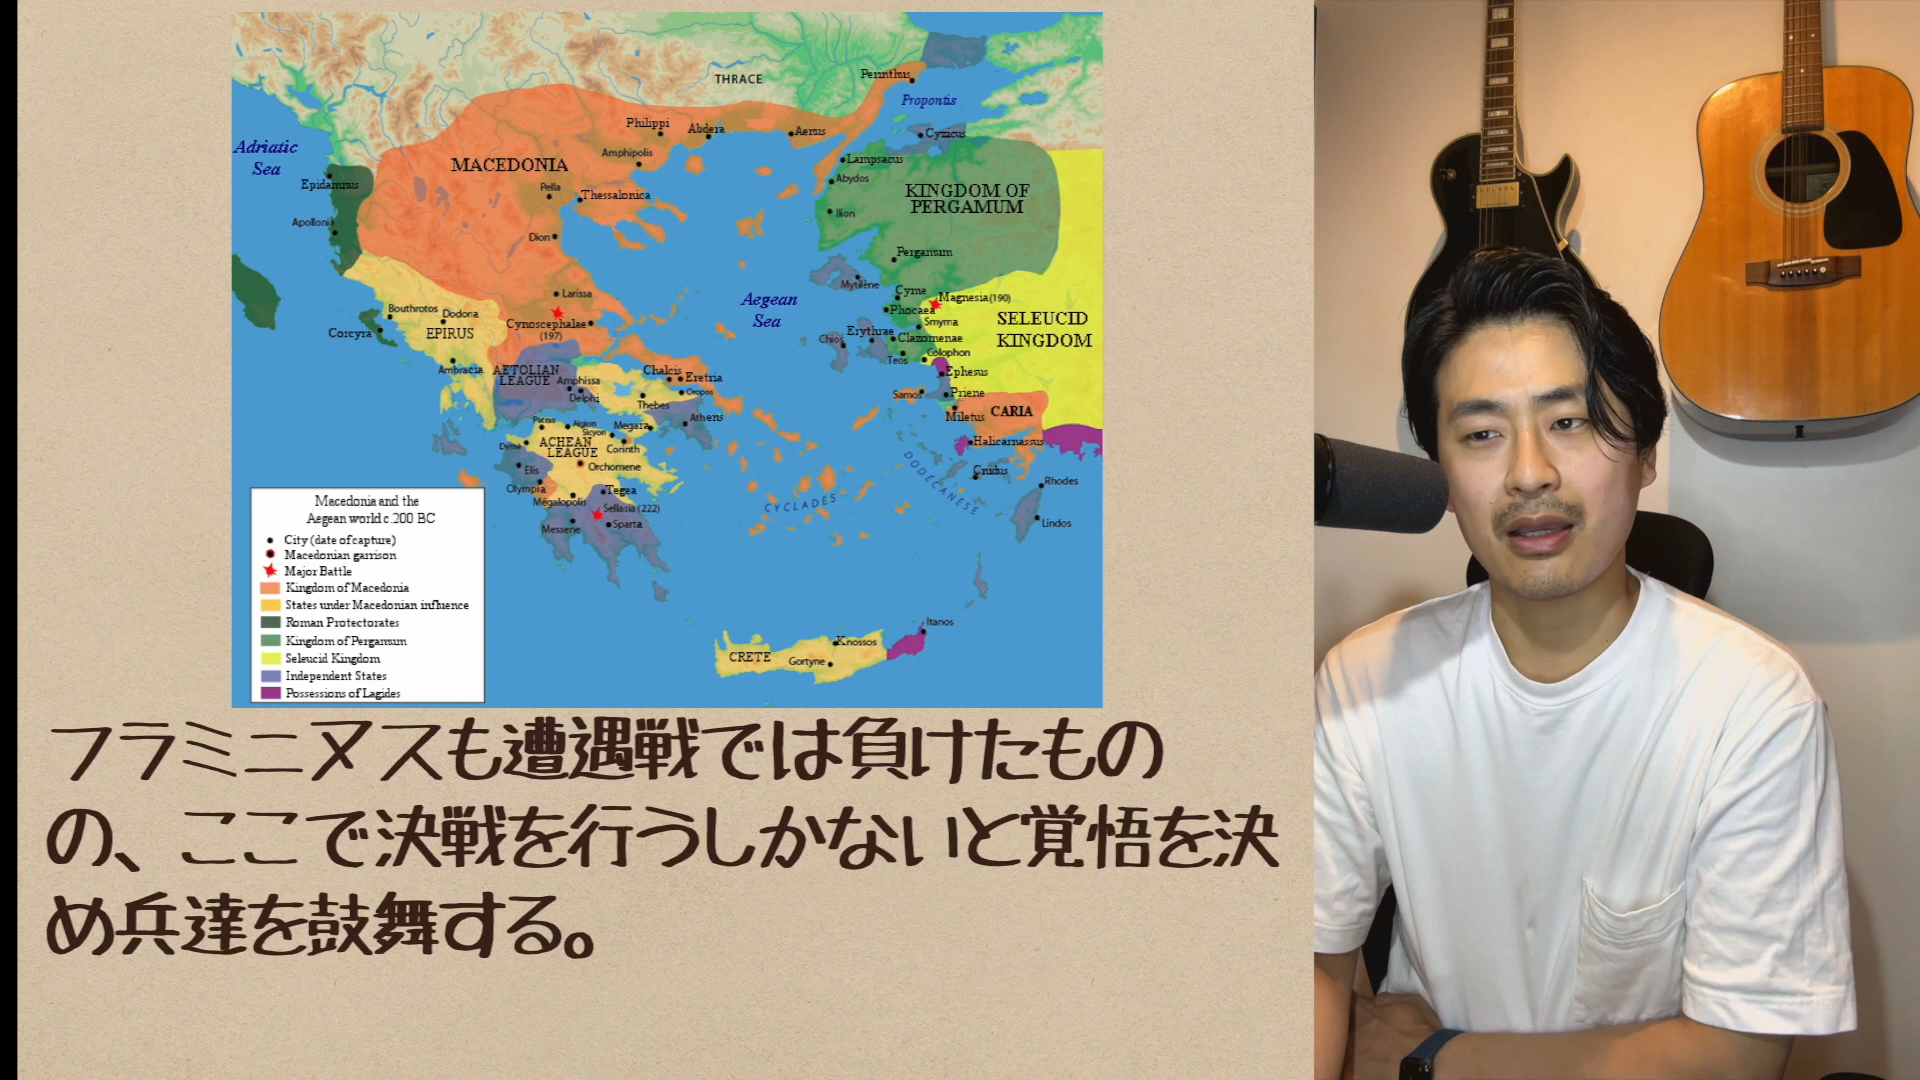 THRACE
Perinthus
Propontis
Philippi
Abdera
Aenus
Cyzicus
Adriatic
Sea
Amphipolis
Lampsacus
MACEDONIA
Epidamnus
Pella
Thessalonica
Abydos
KINGDOM OF
PERGAMUM
Ilion
Apollonia
Dion
Pergamum
Mytilene
Larissa
Cyme
Magnesia(190)
Aegean
Sea
Bouthrotos
Dodona
Phocaea
Smyrna
SELEUCID
KINGDOM
Corcyra
EPIRUS
Cynoscephalae
(197)
Erythrae
Chios
Clazomenae
Teos
Colophon
Ambracia
AETOLIAN
LEAGUE
Amphissa
Delphi
Chalcis
Eretria
Oropos
Ephesus
Thebes
Samos
Priene
Athens
Miletus
CARIA
Patras
Aigion
Sicyon
Megara
Dyme
ACHEAN
LEAGUE
Corinth
Halicarnassus
Elis
Orchomene
Cnidus
DODECANESE
Olympia
Megalopolis
Tegea
CYCLADES
Rhodes
Sellasia (222)
Messene
Sparta
Lindos
Itanos
Knossos
CRETE
Gortyne
Macedonia and the
Aegean world c.200 BC
City (date of capture)
Macedonian garrison
Major Battle
Kingdom of Macedonia
States under Macedonian influence
Roman Protectorates
Kingdom of Pergamum
Seleucid Kingdom
Independent States
Possessions of Lagides
フラミニヌスも遭遇戦では負けたもの
の、ここで決戦を行うしかないと覚悟を決
め兵達を鼓舞する。